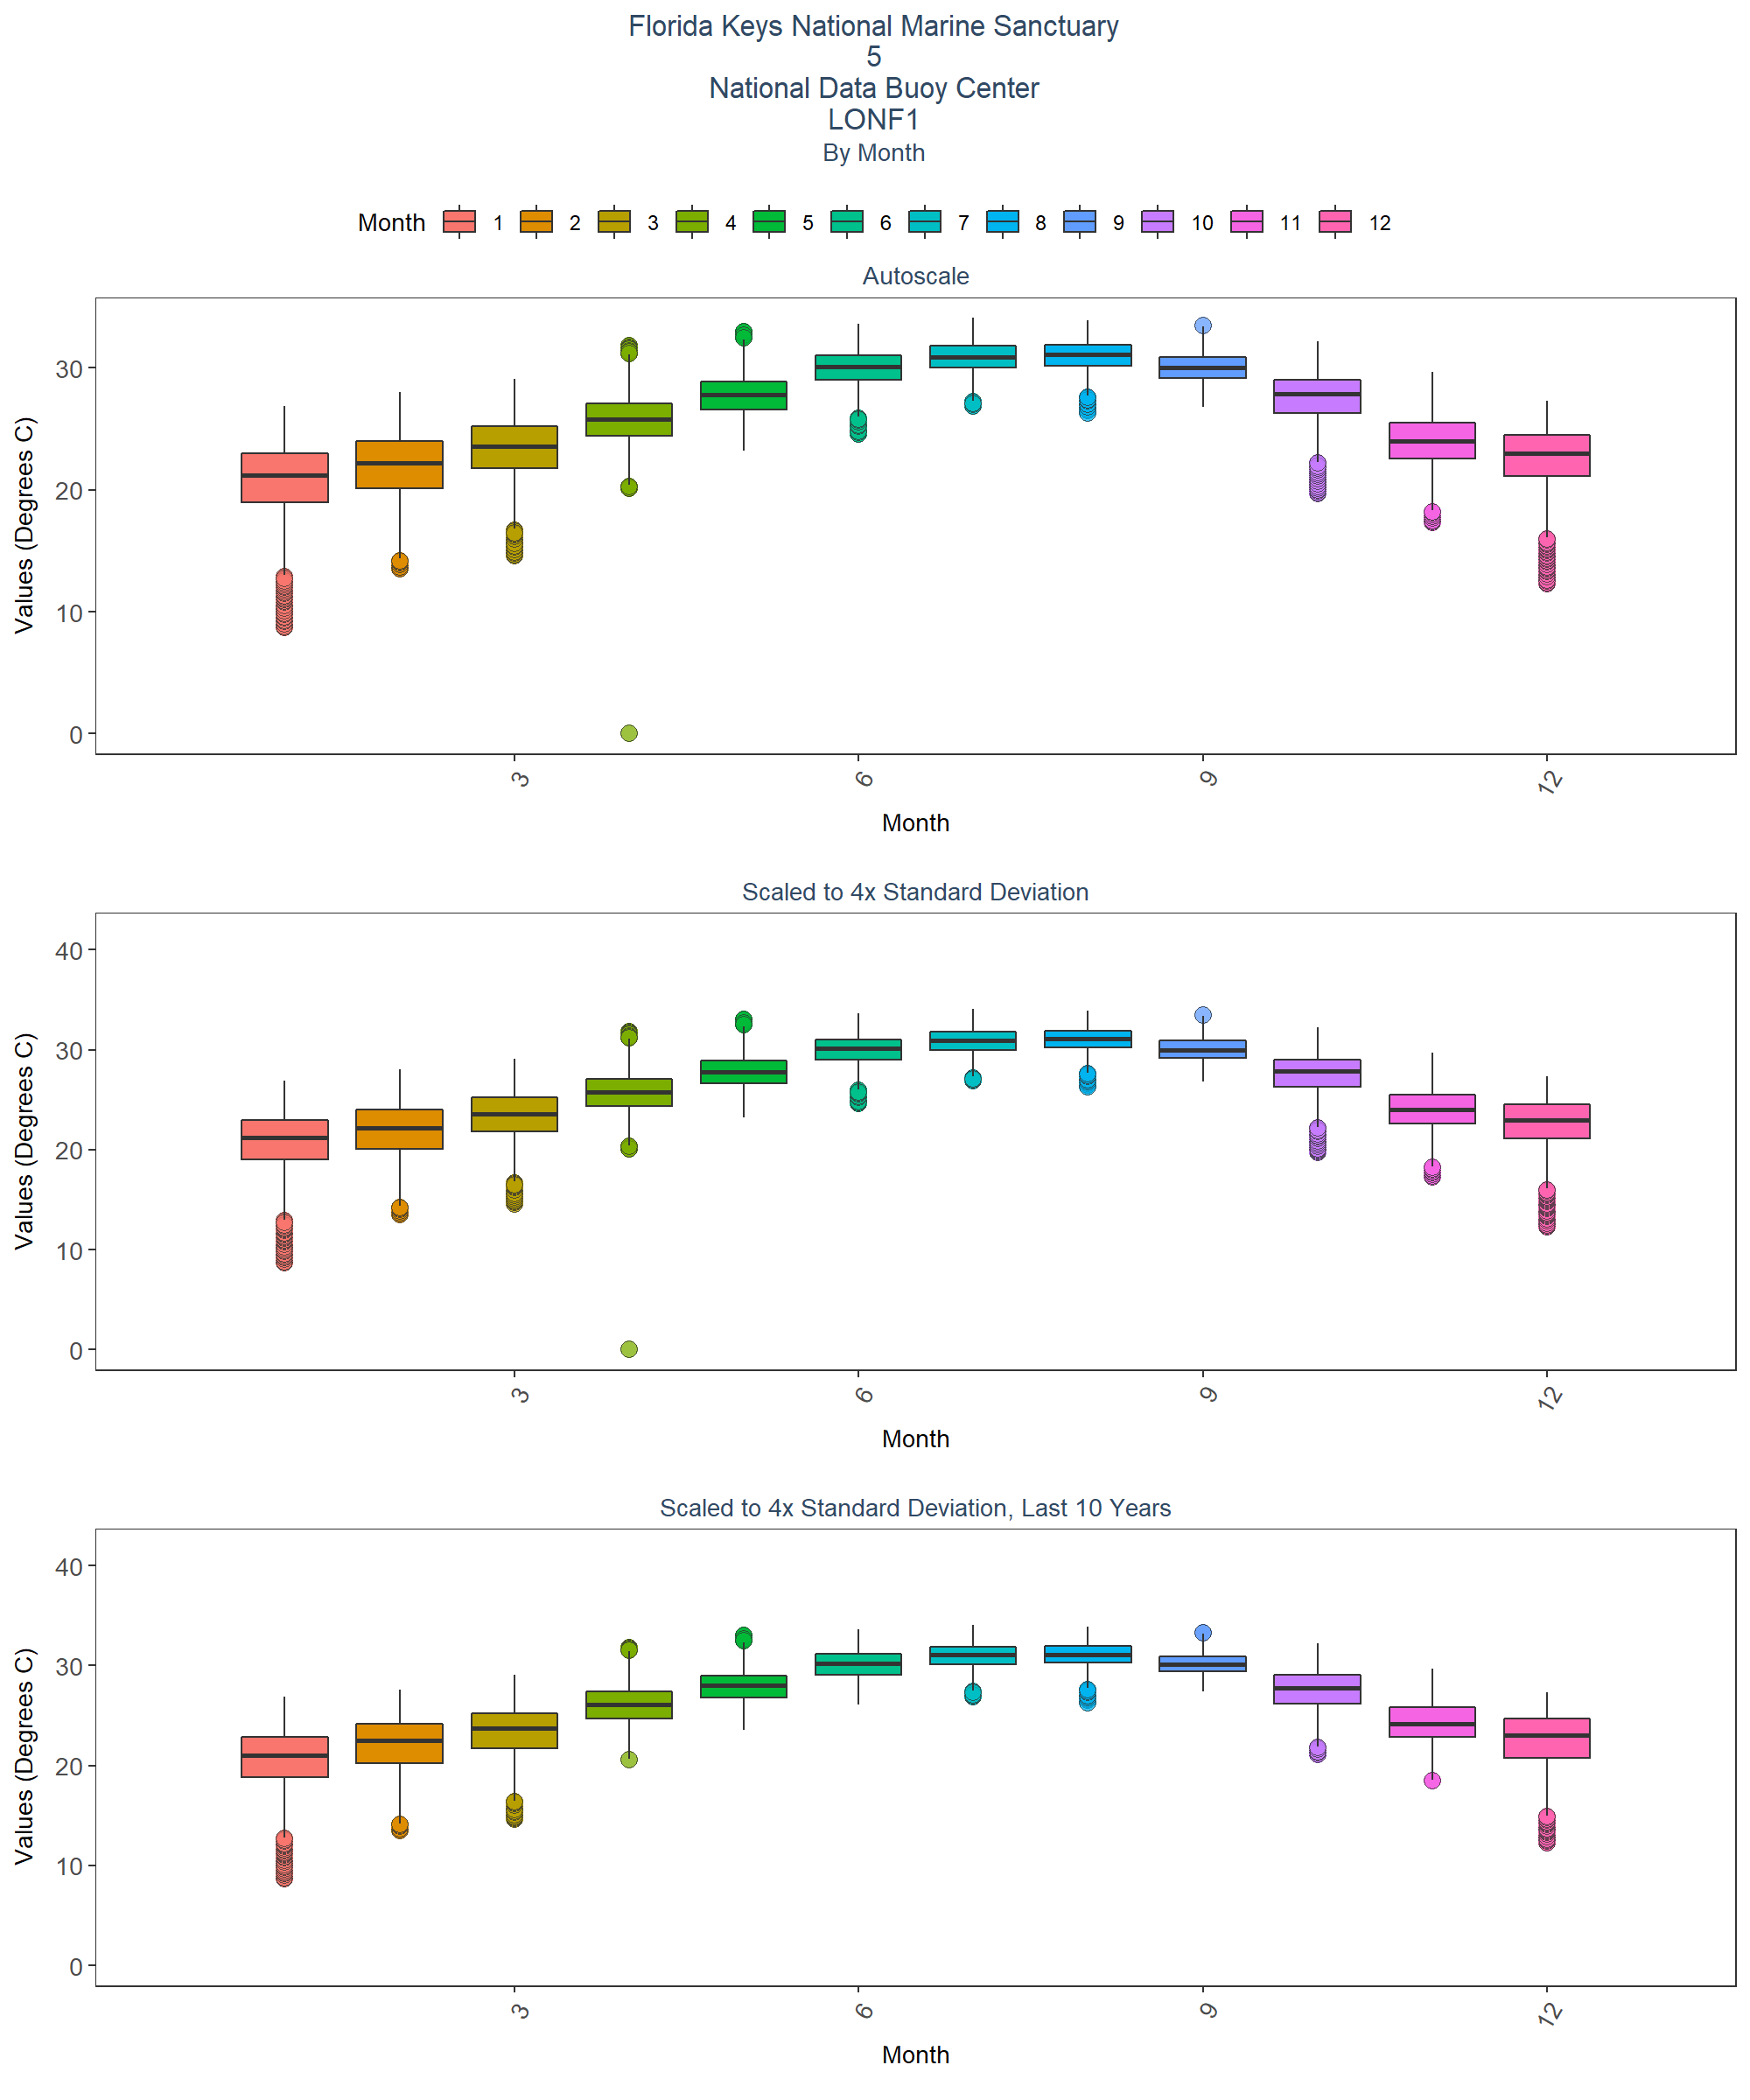 Florida Keys National Marine Sanctuary
5
National Data Buoy Center
LONF1
By Month
Month 1 2 3 4 5 6 7 8 9 10 11 12
Autoscale
Values (Degrees C)
30
20
10
0
3 6 9 12
Month
Scaled to 4x Standard Deviation
Values (Degrees C)
40
30
20
10
0
3 6 9 12
Month
Scaled to 4x Standard Deviation, Last 10 Years
Values (Degrees C)
40
30
20
10
0
3 6 9 12
Month